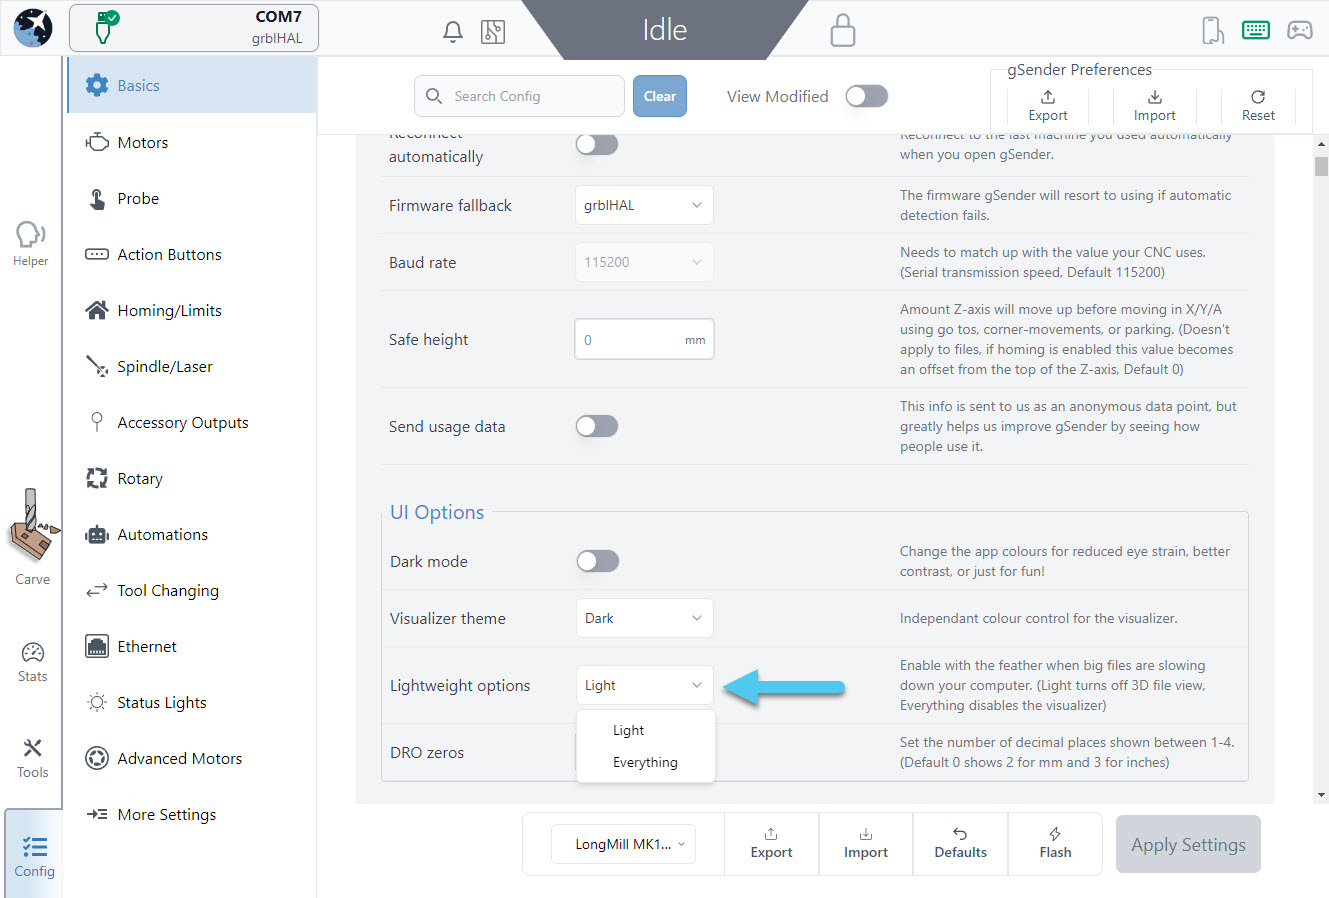 COM7
grblHAL
Idle
Helper
Carve
Stats
Tools
Config
Basics
Motors
Probe
Action Buttons
Homing/Limits
Spindle/Laser
Accessory Outputs
Rotary
Automations
Tool Changing
Ethernet
Status Lights
Advanced Motors
More Settings
Search Config
Clear
View Modified
gSender Preferences
Export
Import
Reset
Reconnect
automatically
Reconnect to the last machine you used automatically
when you open gSender.
Firmware fallback
grblHAL
The firmware gSender will resort to using if automatic
detection fails.
Baud rate
115200
Needs to match up with the value your CNC uses.
(Serial transmission speed, Default 115200)
Safe height
0 mm
Amount Z-axis will move up before moving in X/Y/A
using go tos, corner-movements, or parking. (Doesn't
apply to files, if homing is enabled this value becomes
an offset from the top of the Z-axis, Default 0)
Send usage data
This info is sent to us as an anonymous data point, but
greatly helps us improve gSender by seeing how
people use it.
UI Options
Dark mode
Change the app colours for reduced eye strain, better
contrast, or just for fun!
Visualizer theme
Dark
Independant colour control for the visualizer.
Lightweight options
Light
Enable with the feather when big files are slowing
down your computer. (Light turns off 3D file view,
Everything disables the visualizer)
Light
Everything
DRO zeros
Set the number of decimal places shown between 1-4.
(Default 0 shows 2 for mm and 3 for inches)
LongMill MK1...
Export
Import
Defaults
Flash
Apply Settings